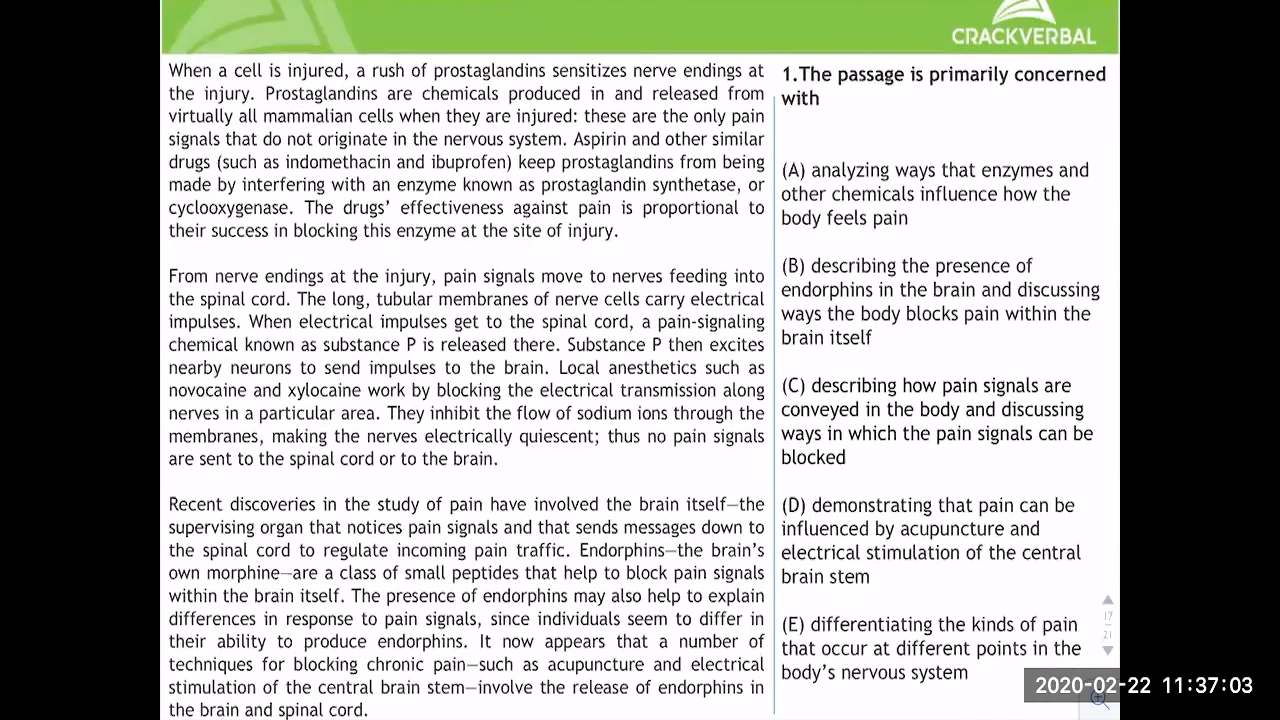 CRACKVERBAL
When a cell is injured, a rush of prostaglandins sensitizes nerve endings at
the injury. Prostaglandins are chemicals produced in and released from
virtually all mammalian cells when they are injured: these are the only pain
signals that do not originate in the nervous system. Aspirin and other similar
drugs (such as indomethacin and ibuprofen) keep prostaglandins from being
made by interfering with an enzyme known as prostaglandin synthetase, or
cyclooxygenase. The drugs’ effectiveness against pain is proportional to
their success in blocking this enzyme at the site of injury.
From nerve endings at the injury, pain signals move to nerves feeding into
the spinal cord. The long, tubular membranes of nerve cells carry electrical
impulses. When electrical impulses get to the spinal cord, a pain-signaling
chemical known as substance P is released there. Substance P then excites
nearby neurons to send impulses to the brain. Local anesthetics such as
novocaine and xylocaine work by blocking the electrical transmission along
nerves in a particular area. They inhibit the flow of sodium ions through the
membranes, making the nerves electrically quiescent; thus no pain signals
are sent to the spinal cord or to the brain.
Recent discoveries in the study of pain have involved the brain itself—the
supervising organ that notices pain signals and that sends messages down to
the spinal cord to regulate incoming pain traffic. Endorphins—the brain’s
own morphine—are a class of small peptides that help to block pain signals
within the brain itself. The presence of endorphins may also help to explain
differences in response to pain signals, since individuals seem to differ in
their ability to produce endorphins. It now appears that a number of
techniques for blocking chronic pain—such as acupuncture and electrical
stimulation of the central brain stem—involve the release of endorphins in
the brain and spinal cord.
1.The passage is primarily concerned
with
(A) analyzing ways that enzymes and
other chemicals influence how the
body feels pain
(B) describing the presence of
endorphins in the brain and discussing
ways the body blocks pain within the
brain itself
(C) describing how pain signals are
conveyed in the body and discussing
ways in which the pain signals can be
blocked
(D) demonstrating that pain can be
influenced by acupuncture and
electrical stimulation of the central
brain stem
(E) differentiating the kinds of pain
that occur at different points in the
body’s nervous system
17
21
2020-02-22 11:37:03